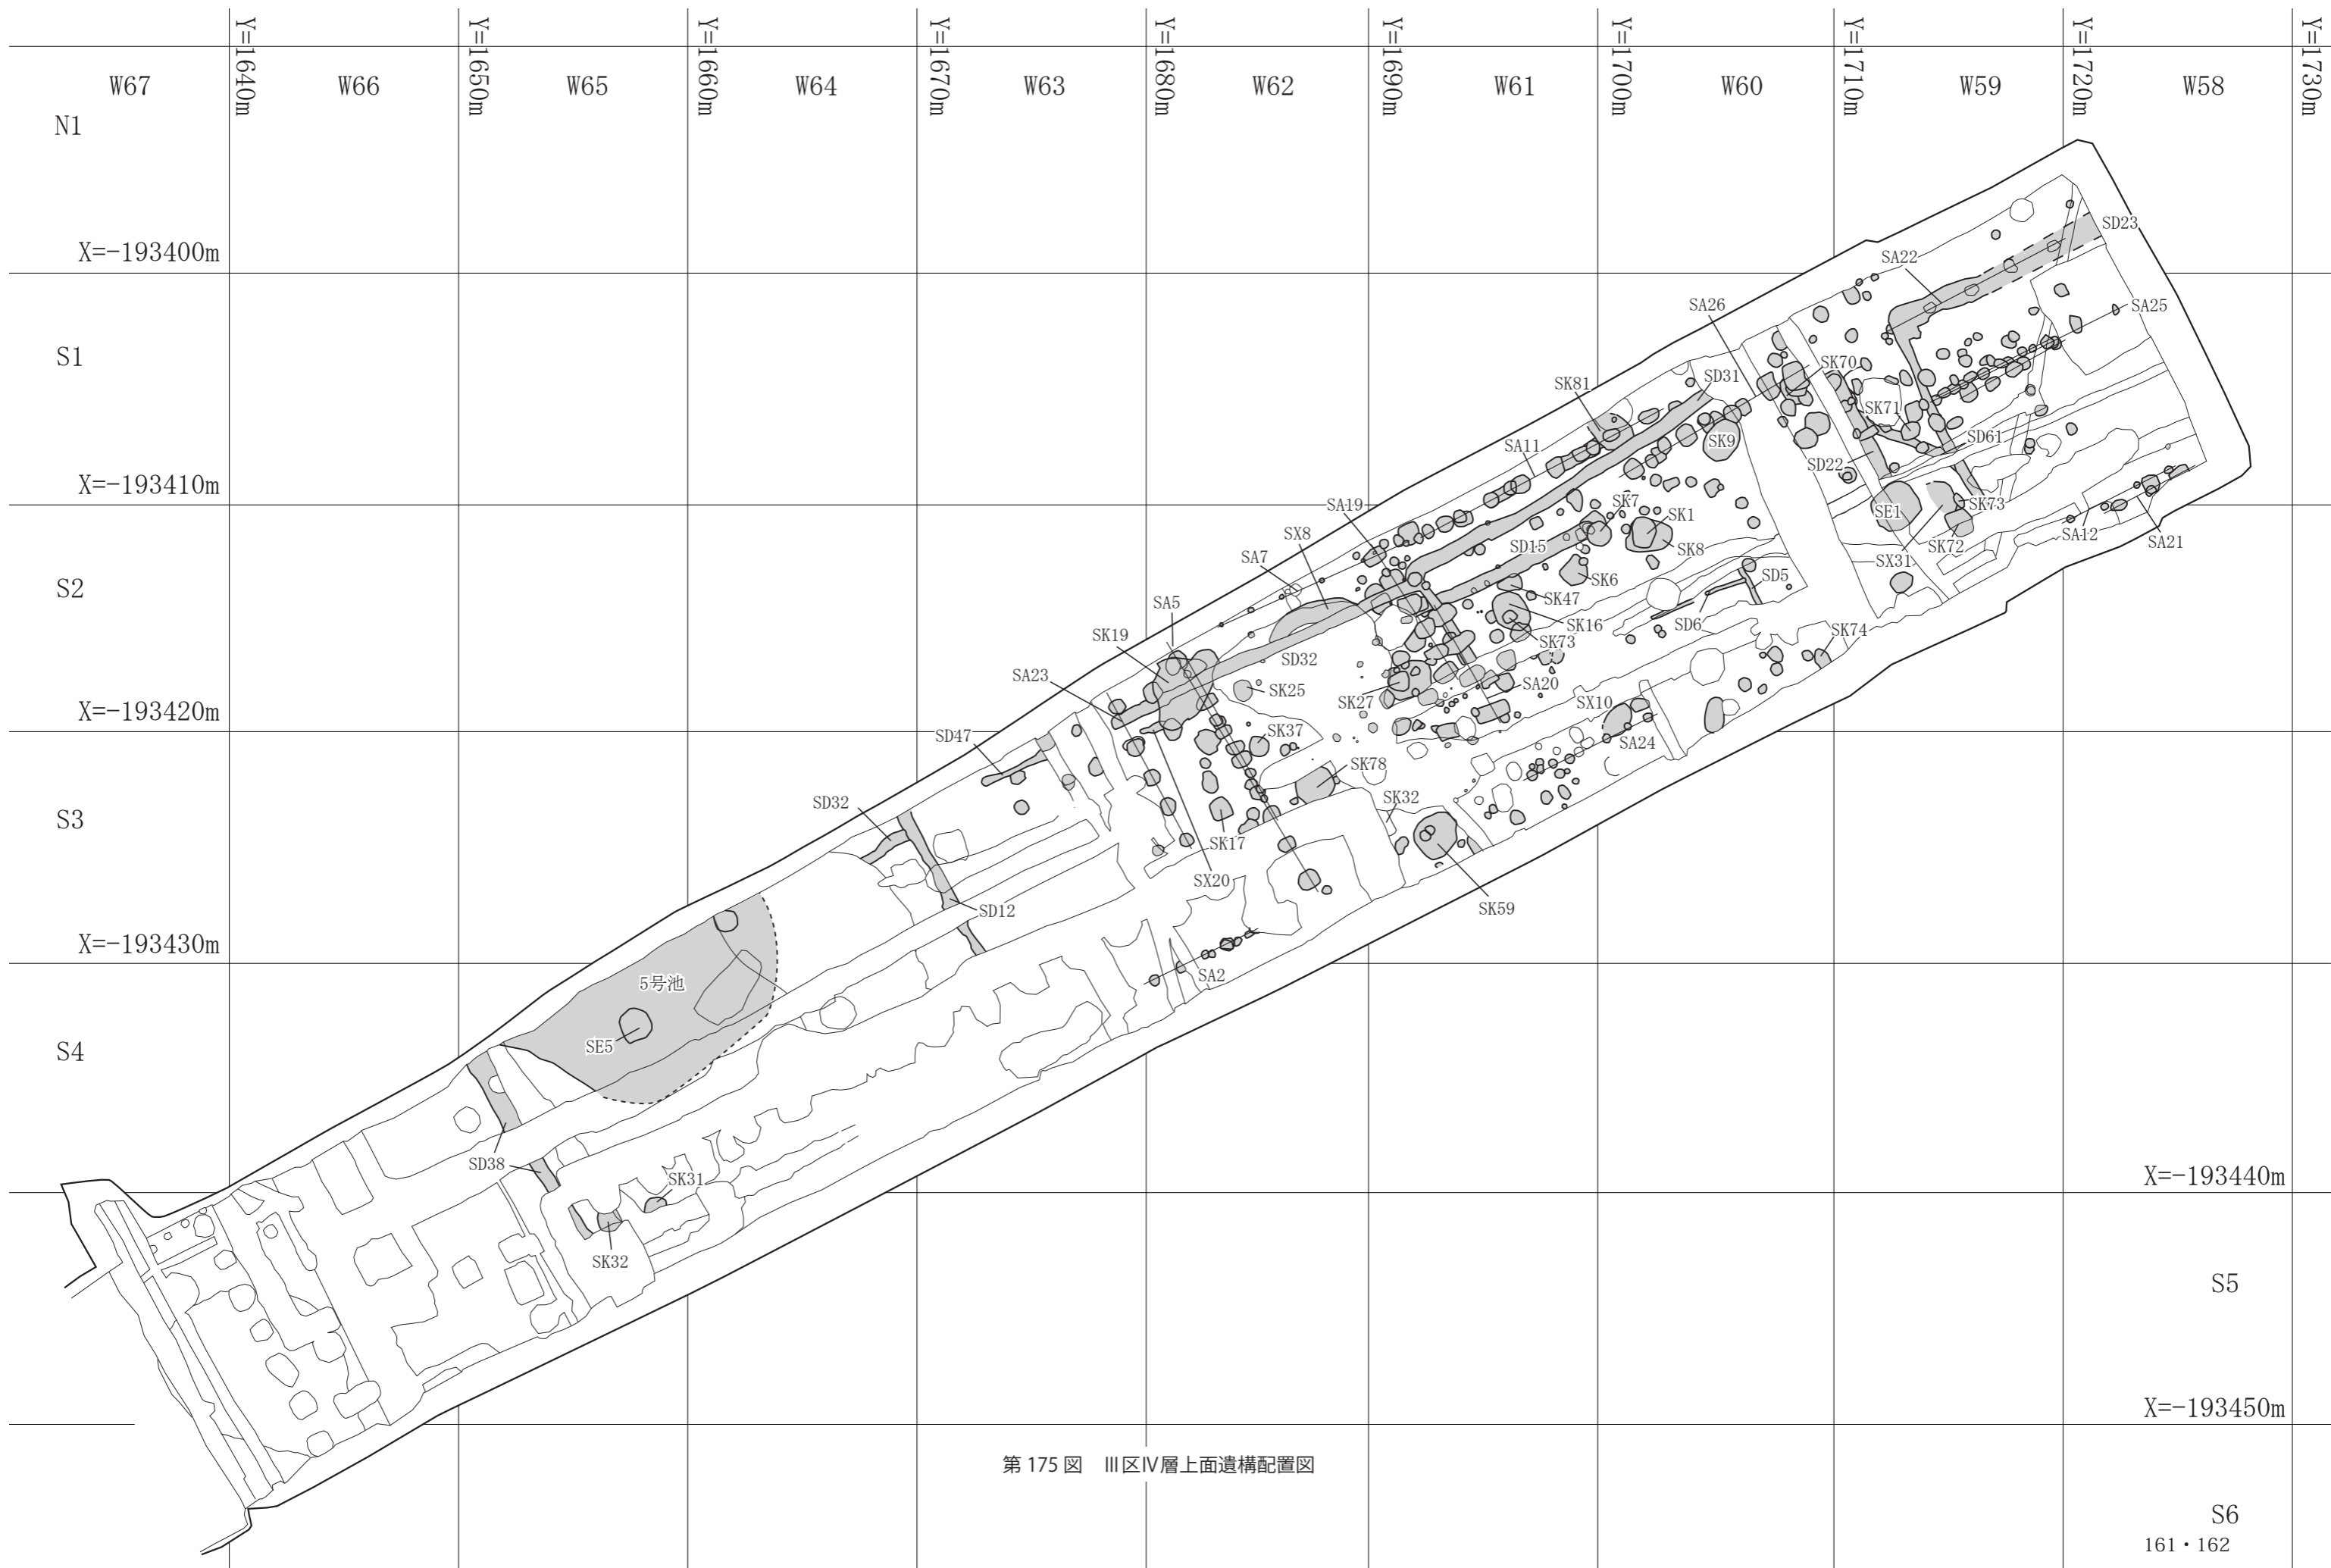 Y=1640m
Y=1650m
Y=1660m
Y=1670m
Y=1680m
Y=1690m
Y=1700m
Y=1710m
Y=1720m
Y=1730m
W67
W66
W65
W64
W63
W62
W61
W60
W59
W58
N1
X=-193400m
SD23
SA22
SA26
SA25
S1
SK70
SD31
SK81
SK71
SD61
SA11
SK9
SD22
X=-193410m
SA19
SK7
SK1
SE1
SK73
SX8
SD15
SK8
SK72
SA12
SA21
SA7
SX31
SK6
SD5
S2
SK47
SA5
SK16
SD6
SK19
SK73
SK74
SD32
SA23
SK25
SA20
SK27
SX10
X=-193420m
SD47
SK37
SA24
SK78
SD32
SK32
S3
SK17
SX20
SD12
SK59
X=-193430m
5号池
SA2
SE5
S4
SD38
SK31
X=-193440m
SK32
S5
X=-193450m
第 175 図 Ⅲ区Ⅳ層上面遺構配置図
S6
161・162